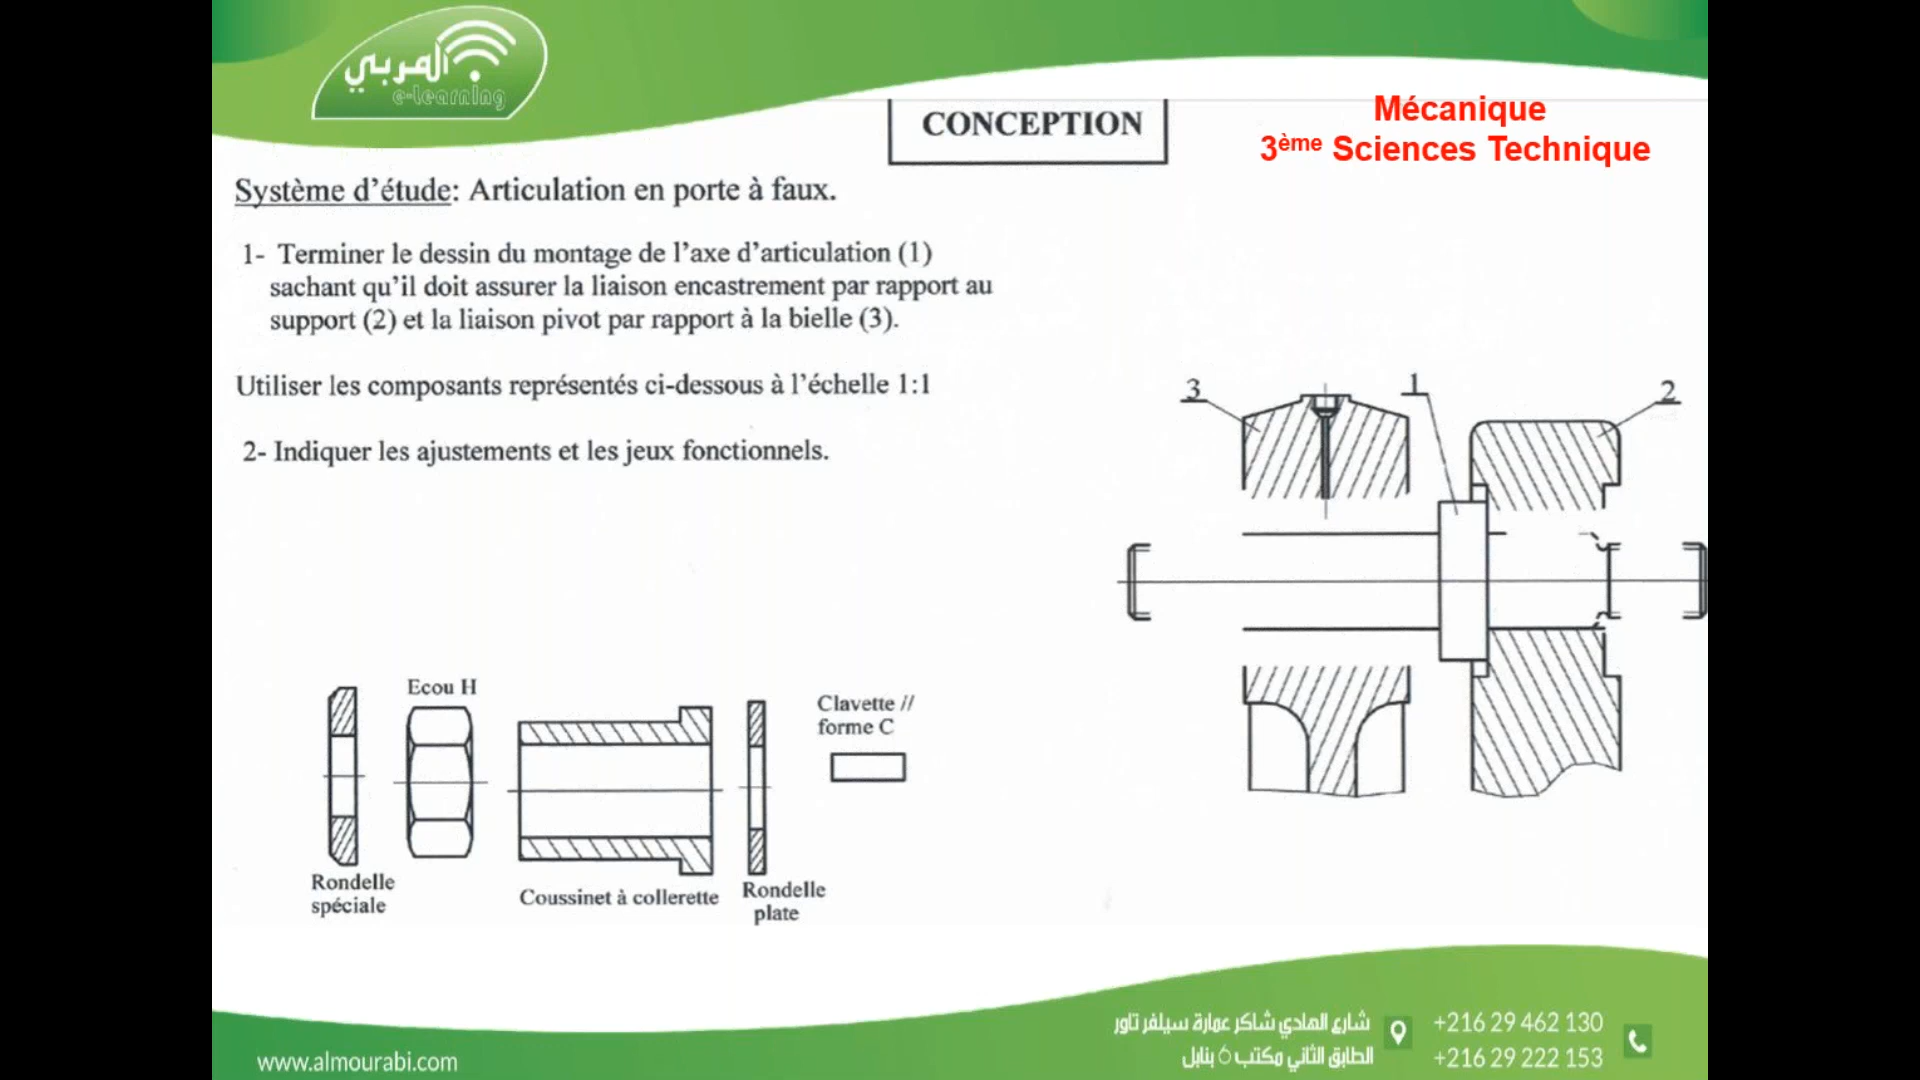 العربي
e-learning
CONCEPTION
Mécanique
3ème Sciences Technique
Système d'étude: Articulation en porte à faux.
1- Terminer le dessin du montage de l'axe d'articulation (1)
sachant qu'il doit assurer la liaison encastrement par rapport au
support (2) et la liaison pivot par rapport à la bielle (3).
Utiliser les composants représentés ci-dessous à l'échelle 1:1
2- Indiquer les ajustements et les jeux fonctionnels.
3
1
2
Ecou H
Clavette //
forme C
Rondelle
spéciale
Coussinet à collerette
Rondelle
plate
www.almourabi.com
شارع الهادي شاكر عمارة سيلفر تاور
الطابق الثاني مكتب 6 بنابل
+216 29 462 130
+216 29 222 153